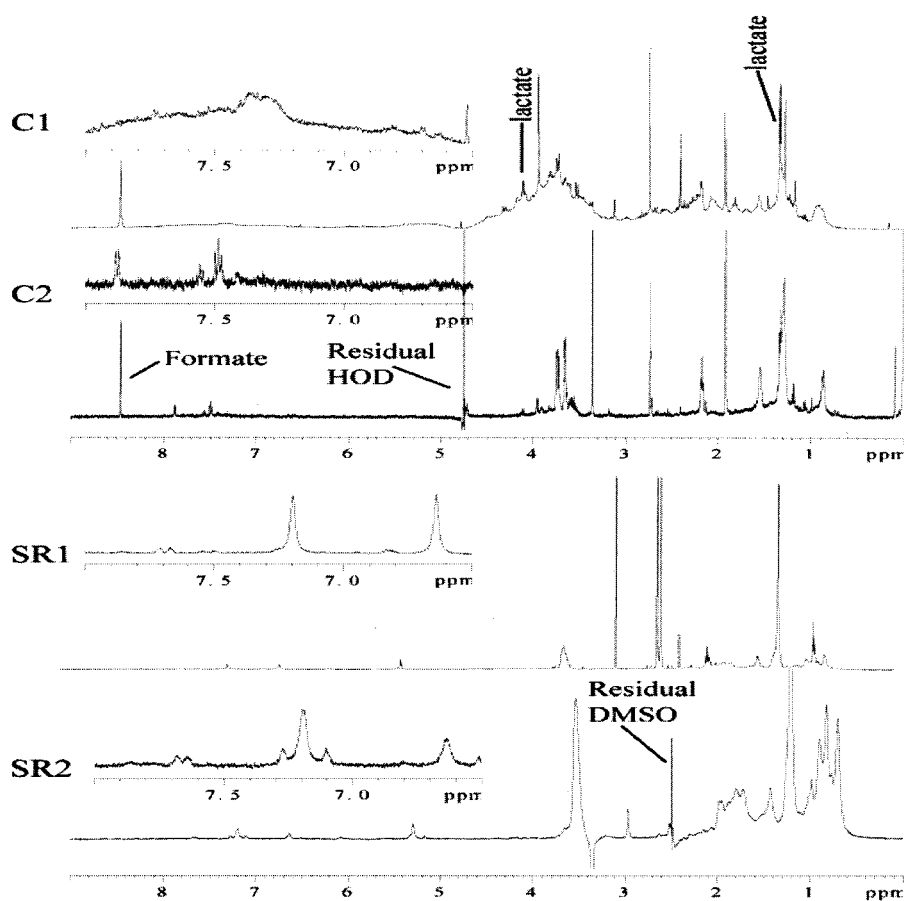 lactate
lactate
C1
7. 5 7. 0 ppm
C2
7. 5 7. 0 ppm
Formate
Residual
HOD
8 7 6 5 4 3 2 1 ppm
SR1
7. 5 7. 0 ppm
Residual
DMSO
SR2
7. 5 7. 0 ppm
8 7 6 5 4 3 2 1 ppm